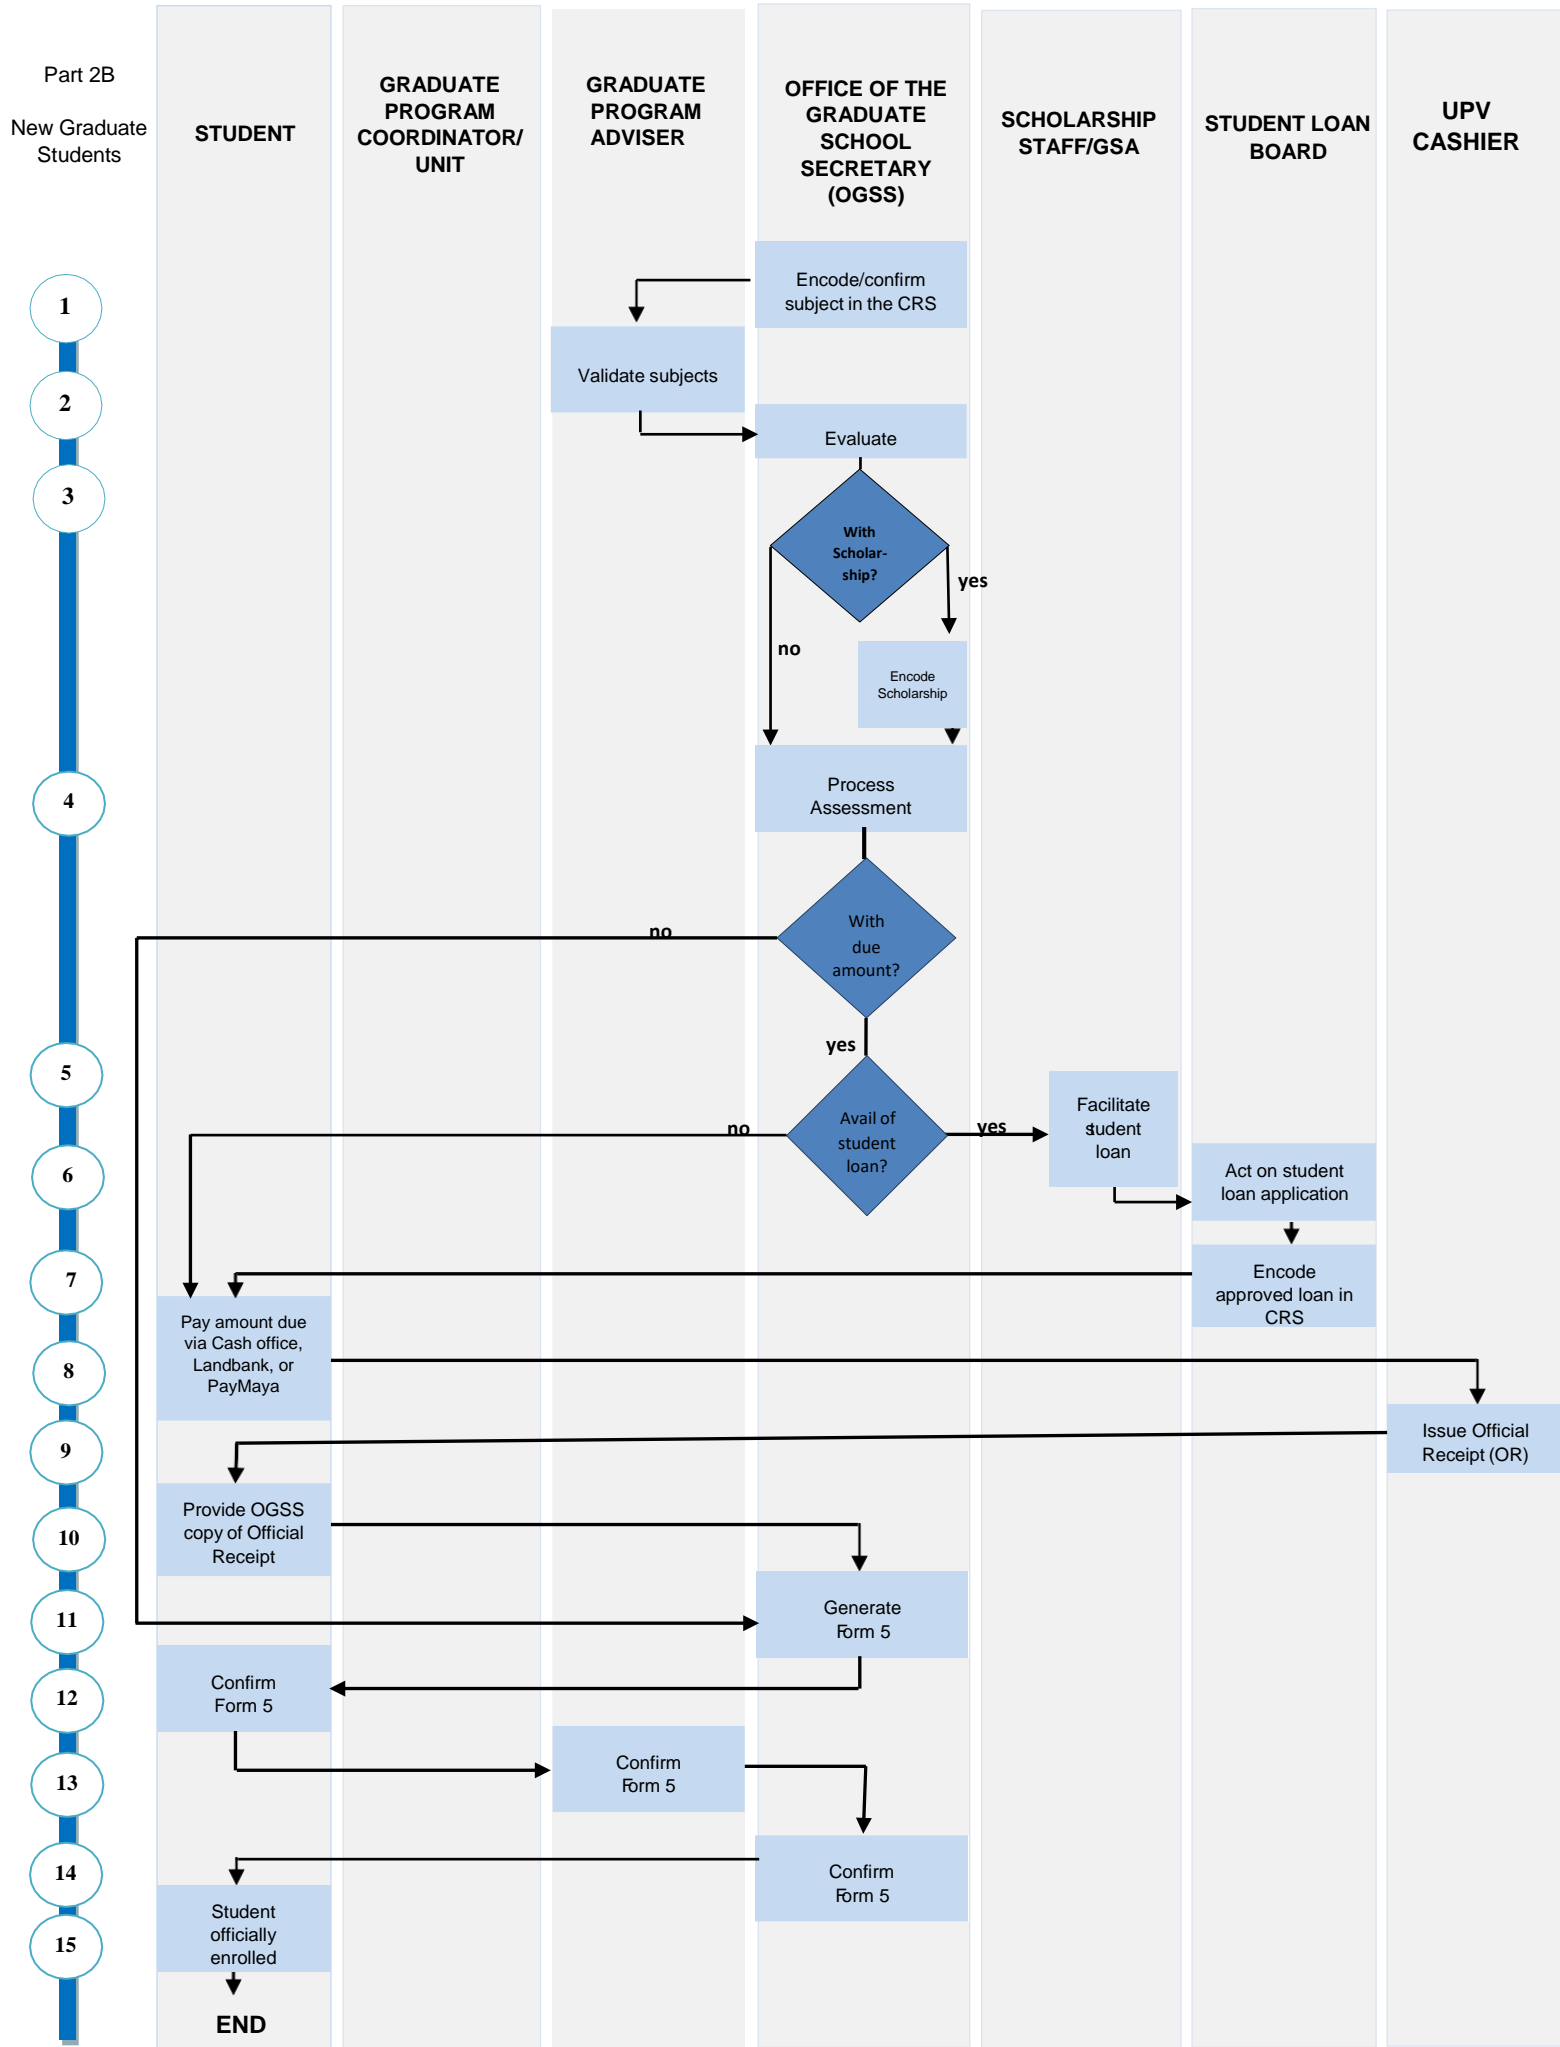 Part 2B
New Graduate
Students
STUDENT
GRADUATE
PROGRAM
COORDINATOR/
UNIT
GRADUATE
PROGRAM
ADVISER
OFFICE OF THE
GRADUATE
SCHOOL
SECRETARY
(OGSS)
SCHOLARSHIP
STAFF/GSA
STUDENT LOAN
BOARD
UPV
CASHIER
1
Encode/confirm
subject in the CRS
2
Validate subjects
Evaluate
3
With
Scholar-
ship?
yes
no
Encode
Scholarship
4
Process
Assessment
With
due
amount?
no
yes
5
Avail of
student
loan?
no
yes
Facilitate
student
loan
6
Act on student
loan application
7
Encode
approved loan in
CRS
8
Pay amount due
via Cash office,
Landbank, or
PayMaya
9
Issue Official
Receipt (OR)
10
Provide OGSS
copy of Official
Receipt
11
Generate
Form 5
12
Confirm
Form 5
13
Confirm
Form 5
14
Confirm
Form 5
15
Student
officially
enrolled
END